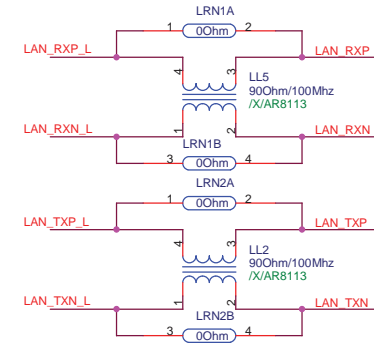 LRN1A
1 0Ohm 2
LAN_RXP_L LAN_RXP
4 3
LL5
90Ohm/100Mhz
/X/AR8113
1 2
LAN_RXN_L LAN_RXN
LRN1B
3 0Ohm 4
LRN2A
1 0Ohm 2
LAN_TXP_L LAN_TXP
4 3
LL2
90Ohm/100Mhz
/X/AR8113
1 2
LAN_TXN_L LAN_TXN
LRN2B
3 0Ohm 4